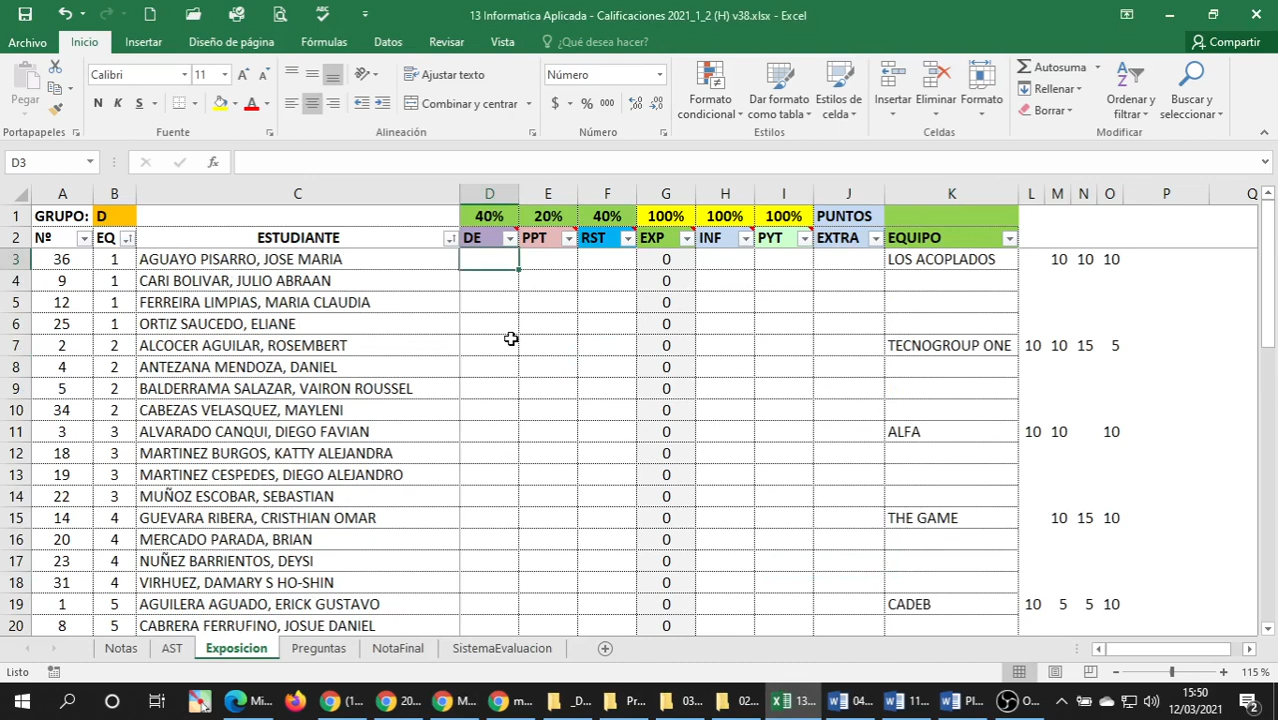 13 Informatica Aplicada - Calificaciones 2021_1_2 (H) v38.xlsx - Excel
Archivo Inicio Insertar Diseño de página Fórmulas Datos Revisar Vista ¿Qué desea hacer? Compartir
Pegar Calibri 11 Ajustar texto Número Formato condicional Dar formato como tabla Estilos de celda Insertar Eliminar Formato Autosuma Ordenar y filtrar Buscar y seleccionar
N K S Combinar y centrar $ % 000 Rellenar
Borrar
Portapapeles Fuente Alineación Número Estilos Celdas Modificar
D3 fx
A B C D E F G H I J K L M N O P Q
1 GRUPO: D 40% 20% 40% 100% 100% 100% PUNTOS
2 Nº EQ ESTUDIANTE DE PPT RST EXP INF PYT EXTRA EQUIPO
3 36 1 AGUAYO PISARRO, JOSE MARIA 0 LOS ACOPLADOS 10 10 10
4 9 1 CARI BOLIVAR, JULIO ABRAAN 0
5 12 1 FERREIRA LIMPIAS, MARIA CLAUDIA 0
6 25 1 ORTIZ SAUCEDO, ELIANE 0
7 2 2 ALCOCER AGUILAR, ROSEMBERT 0 TECNOGROUP ONE 10 10 15 5
8 4 2 ANTEZANA MENDOZA, DANIEL 0
9 5 2 BALDERRAMA SALAZAR, VAIRON ROUSSEL 0
10 34 2 CABEZAS VELASQUEZ, MAYLENI 0
11 3 3 ALVARADO CANQUI, DIEGO FAVIAN 0 ALFA 10 10 10
12 18 3 MARTINEZ BURGOS, KATTY ALEJANDRA 0
13 19 3 MARTINEZ CESPEDES, DIEGO ALEJANDRO 0
14 22 3 MUÑOZ ESCOBAR, SEBASTIAN 0
15 14 4 GUEVARA RIBERA, CRISTHIAN OMAR 0 THE GAME 10 15 10
16 20 4 MERCADO PARADA, BRIAN 0
17 23 4 NUÑEZ BARRIENTOS, DEYSI 0
18 31 4 VIRHUEZ, DAMARY S HO-SHIN 0
19 1 5 AGUILERA AGUADO, ERICK GUSTAVO 0 CADEB 10 5 5 10
20 8 5 CABRERA FERRUFINO, JOSUE DANIEL 0
Notas AST Exposicion Preguntas NotaFinal SistemaEvaluacion
Listo 115 %
Mi... (1... 20... M... m... _D... Pr... 03... 02... 13... 04... 11... Pl... O... 15:50
12/03/2021 2